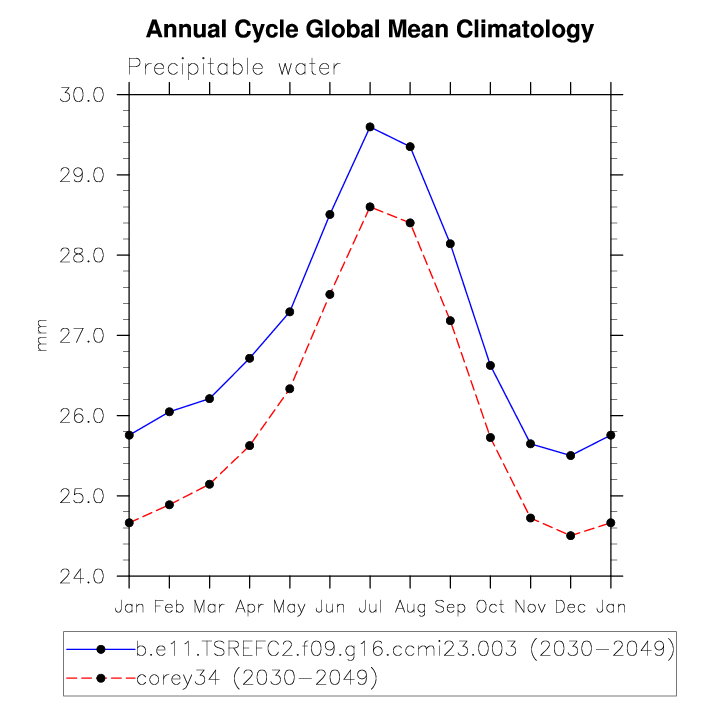 Annual Cycle Global Mean Climatology
Precipitable water
30.0
29.0
28.0
27.0
26.0
25.0
24.0
mm
Jan Feb Mar Apr May Jun Jul Aug Sep Oct Nov Dec Jan
b.e11.TSREFC2.f09.g16.ccmi23.003 (2030-2049)
corey34 (2030-2049)